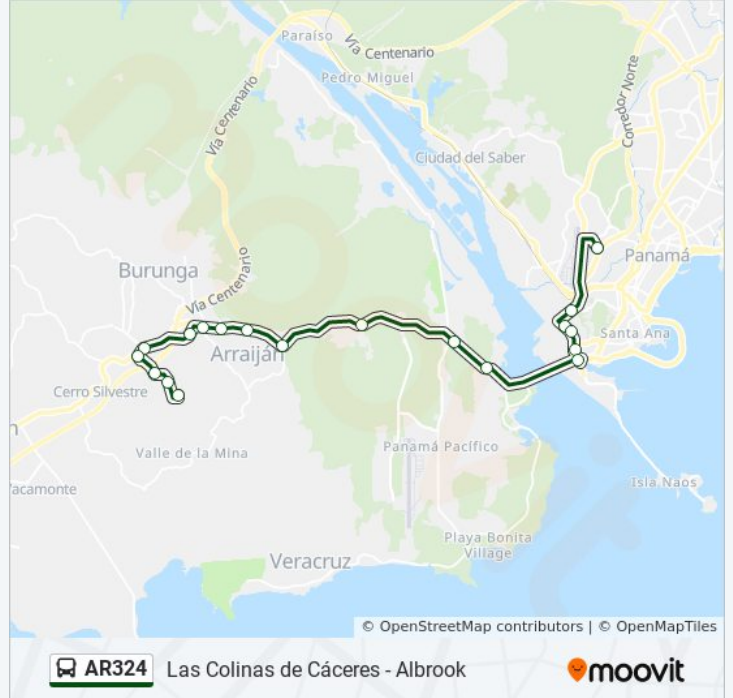 Paraíso
Vía Centenario
Pedro Miguel
Vía Centenario
Corredor Norte
Ciudad del Saber
Panamá
Burunga
Vía Centenario
Santa Ana
Arraiján
Cerro Silvestre
Panamá Pacífico
Valle de la Mina
Isla Naos
n
Vacamonte
Playa Bonita
Village
Veracruz
© OpenStreetMap contributors | © OpenMapTiles
AR324 Las Colinas de Cáceres - Albrook moovit